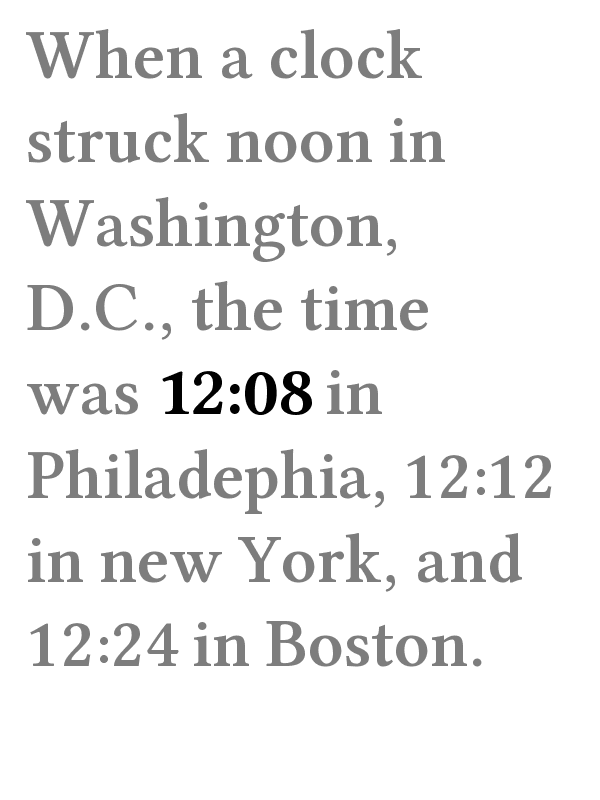 When a clock
struck noon in
Washington,
D.C., the time
was 12:08 in
Philadephia, 12:12
in new York, and
12:24 in Boston.